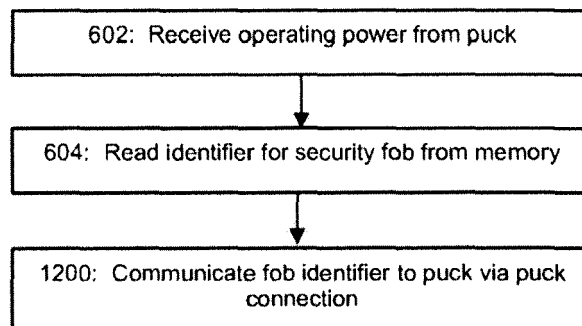 602: Receive operating power from puck
604: Read identifier for security fob from memory
1200: Communicate fob identifier to puck via puck
connection